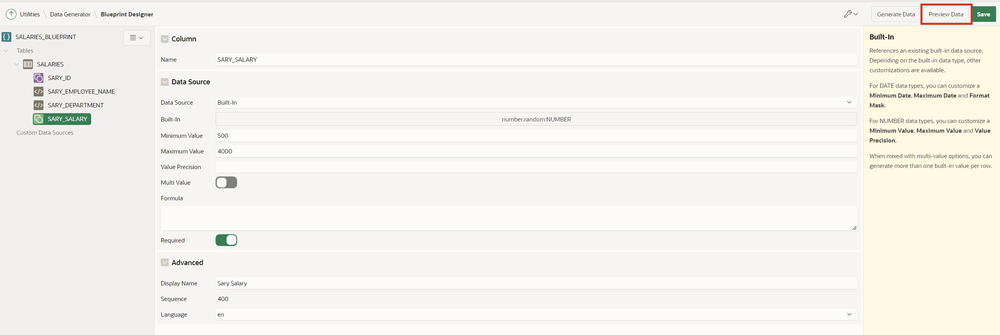 Utilities \ Data Generator \ Blueprint Designer
Generate Data
Preview Data
Save
{} SALARIES_BLUEPRINT
Tables
SALARIES
SARY_ID
</> SARY_EMPLOYEE_NAME
</> SARY_DEPARTMENT
SARY_SALARY
Custom Data Sources
Column
Name SARY_SALARY
Data Source
Data Source Built-In
Built-In number.random:NUMBER
Minimum Value 500
Maximum Value 4000
Value Precision
Multi Value
Formula
Required
Advanced
Display Name Sary Salary
Sequence 400
Language en
Built-In
References an existing built-in data source.
Depending on the built-in data type, other
customizations are available.
For DATE data types, you can customize a
Minimum Date, Maximum Date and Format
Mask.
For NUMBER data types, you can customize a
Minimum Value, Maximum Value and Value
Precision.
When mixed with multi-value options, you can
generate more than one built-in value per row.